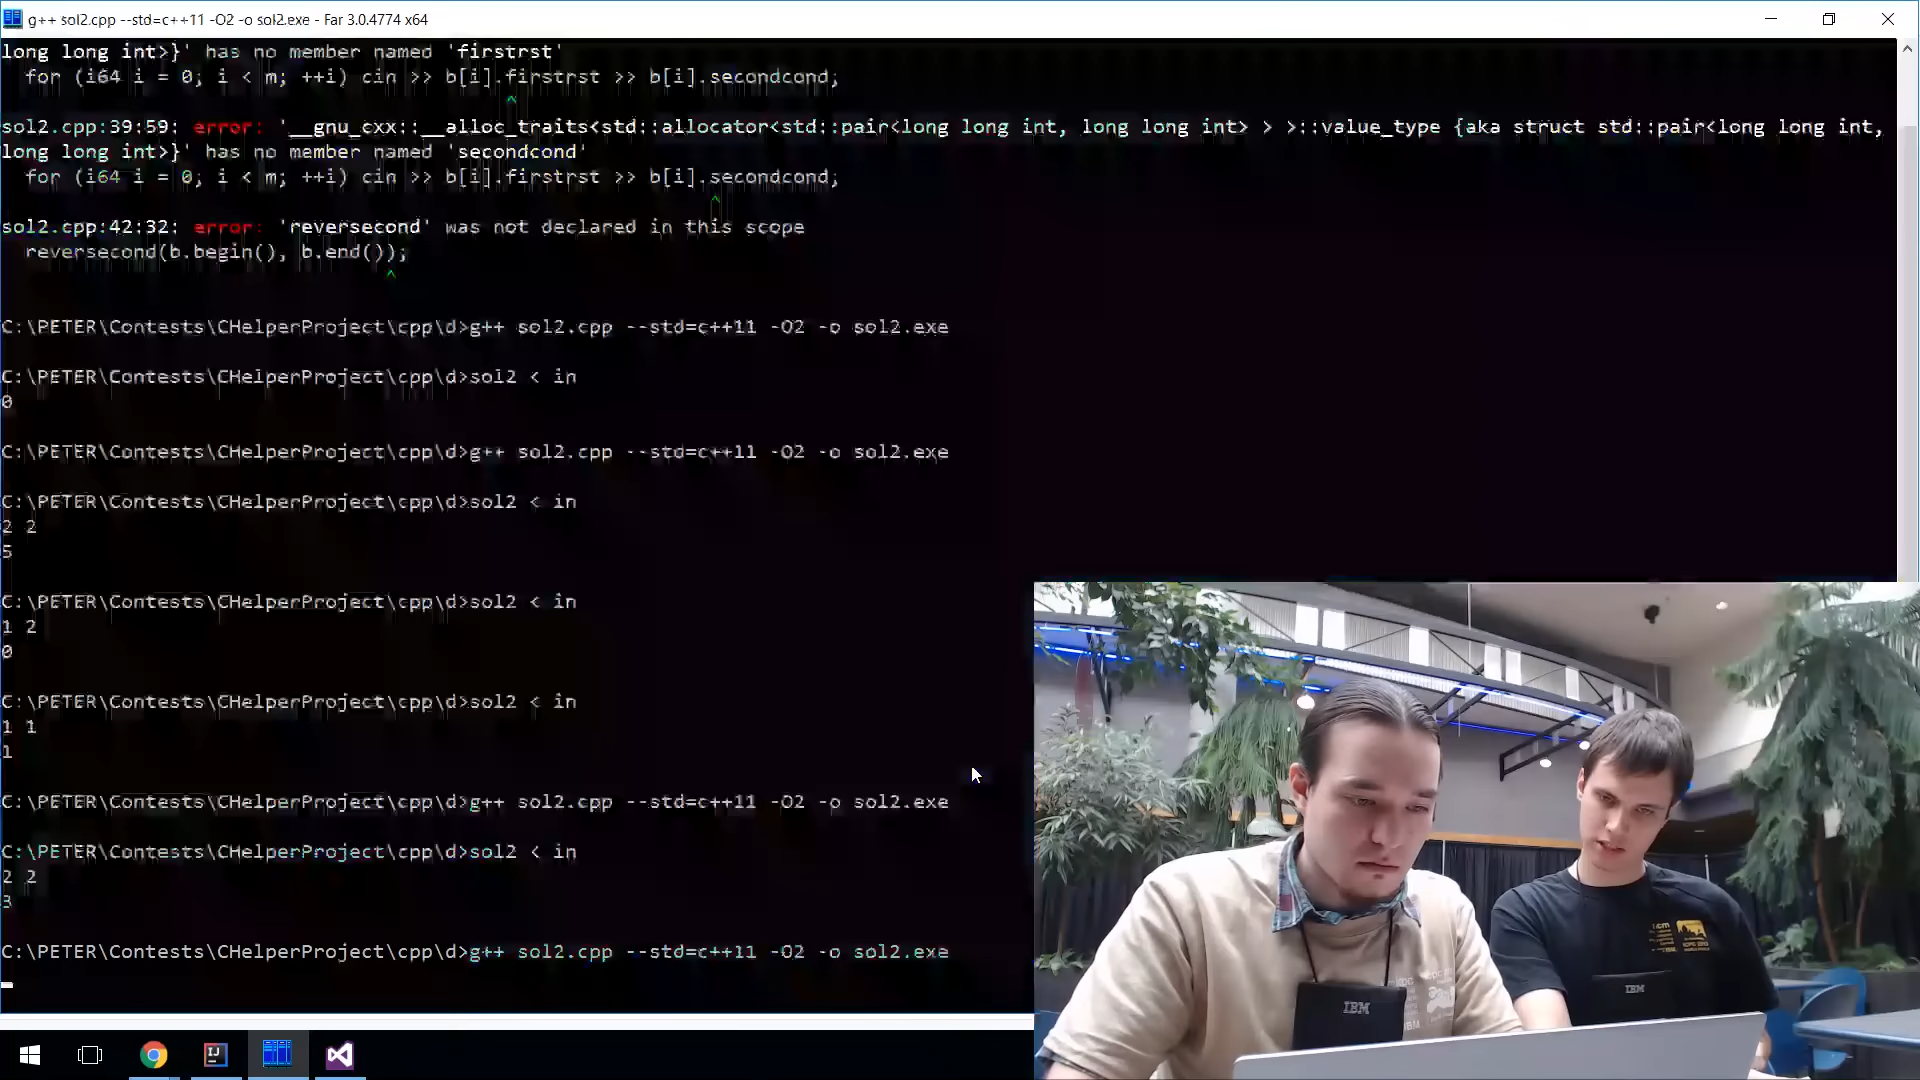 g++ sol2.cpp --std=c++11 -O2 -o sol2.exe - Far 3.0.4774 x64
long long int>}' has no member named 'firstrst'
for (i64 i = 0; i < m; ++i) cin >> b[i].firstrst >> b[i].secondcond;
^
sol2.cpp:39:59: error: '__gnu_cxx::__alloc_traits<std::allocator<std::pair<long long int, long long int> > >::value_type {aka struct std::pair<long long int,
long long int>}' has no member named 'secondcond'
for (i64 i = 0; i < m; ++i) cin >> b[i].firstrst >> b[i].secondcond;
^
sol2.cpp:42:32: error: 'reversecond' was not declared in this scope
reversecond(b.begin(), b.end());
^
C:\PETER\Contests\CHelperProject\cpp\d>g++ sol2.cpp --std=c++11 -O2 -o sol2.exe
C:\PETER\Contests\CHelperProject\cpp\d>sol2 < in
0
C:\PETER\Contests\CHelperProject\cpp\d>g++ sol2.cpp --std=c++11 -O2 -o sol2.exe
C:\PETER\Contests\CHelperProject\cpp\d>sol2 < in
2 2
5
C:\PETER\Contests\CHelperProject\cpp\d>sol2 < in
1 2
0
C:\PETER\Contests\CHelperProject\cpp\d>sol2 < in
1 1
1
C:\PETER\Contests\CHelperProject\cpp\d>g++ sol2.cpp --std=c++11 -O2 -o sol2.exe
C:\PETER\Contests\CHelperProject\cpp\d>sol2 < in
2 2
3
C:\PETER\Contests\CHelperProject\cpp\d>g++ sol2.cpp --std=c++11 -O2 -o sol2.exe
IBM
IBM
IJ